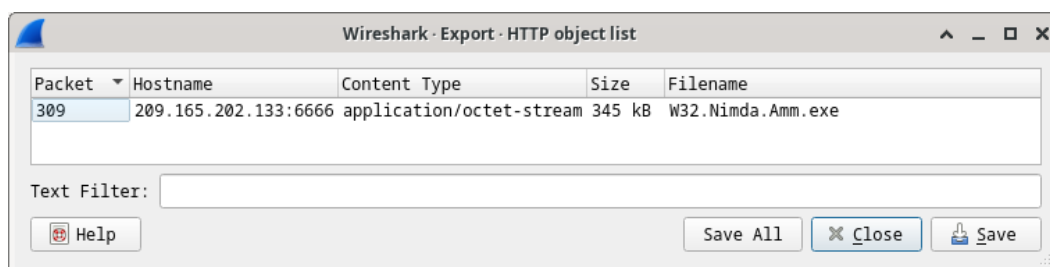 Wireshark · Export · HTTP object list
Packet Hostname Content Type Size Filename
309 209.165.202.133:6666 application/octet-stream 345 kB W32.Nimda.Amm.exe
Text Filter:
Help Save All Close Save